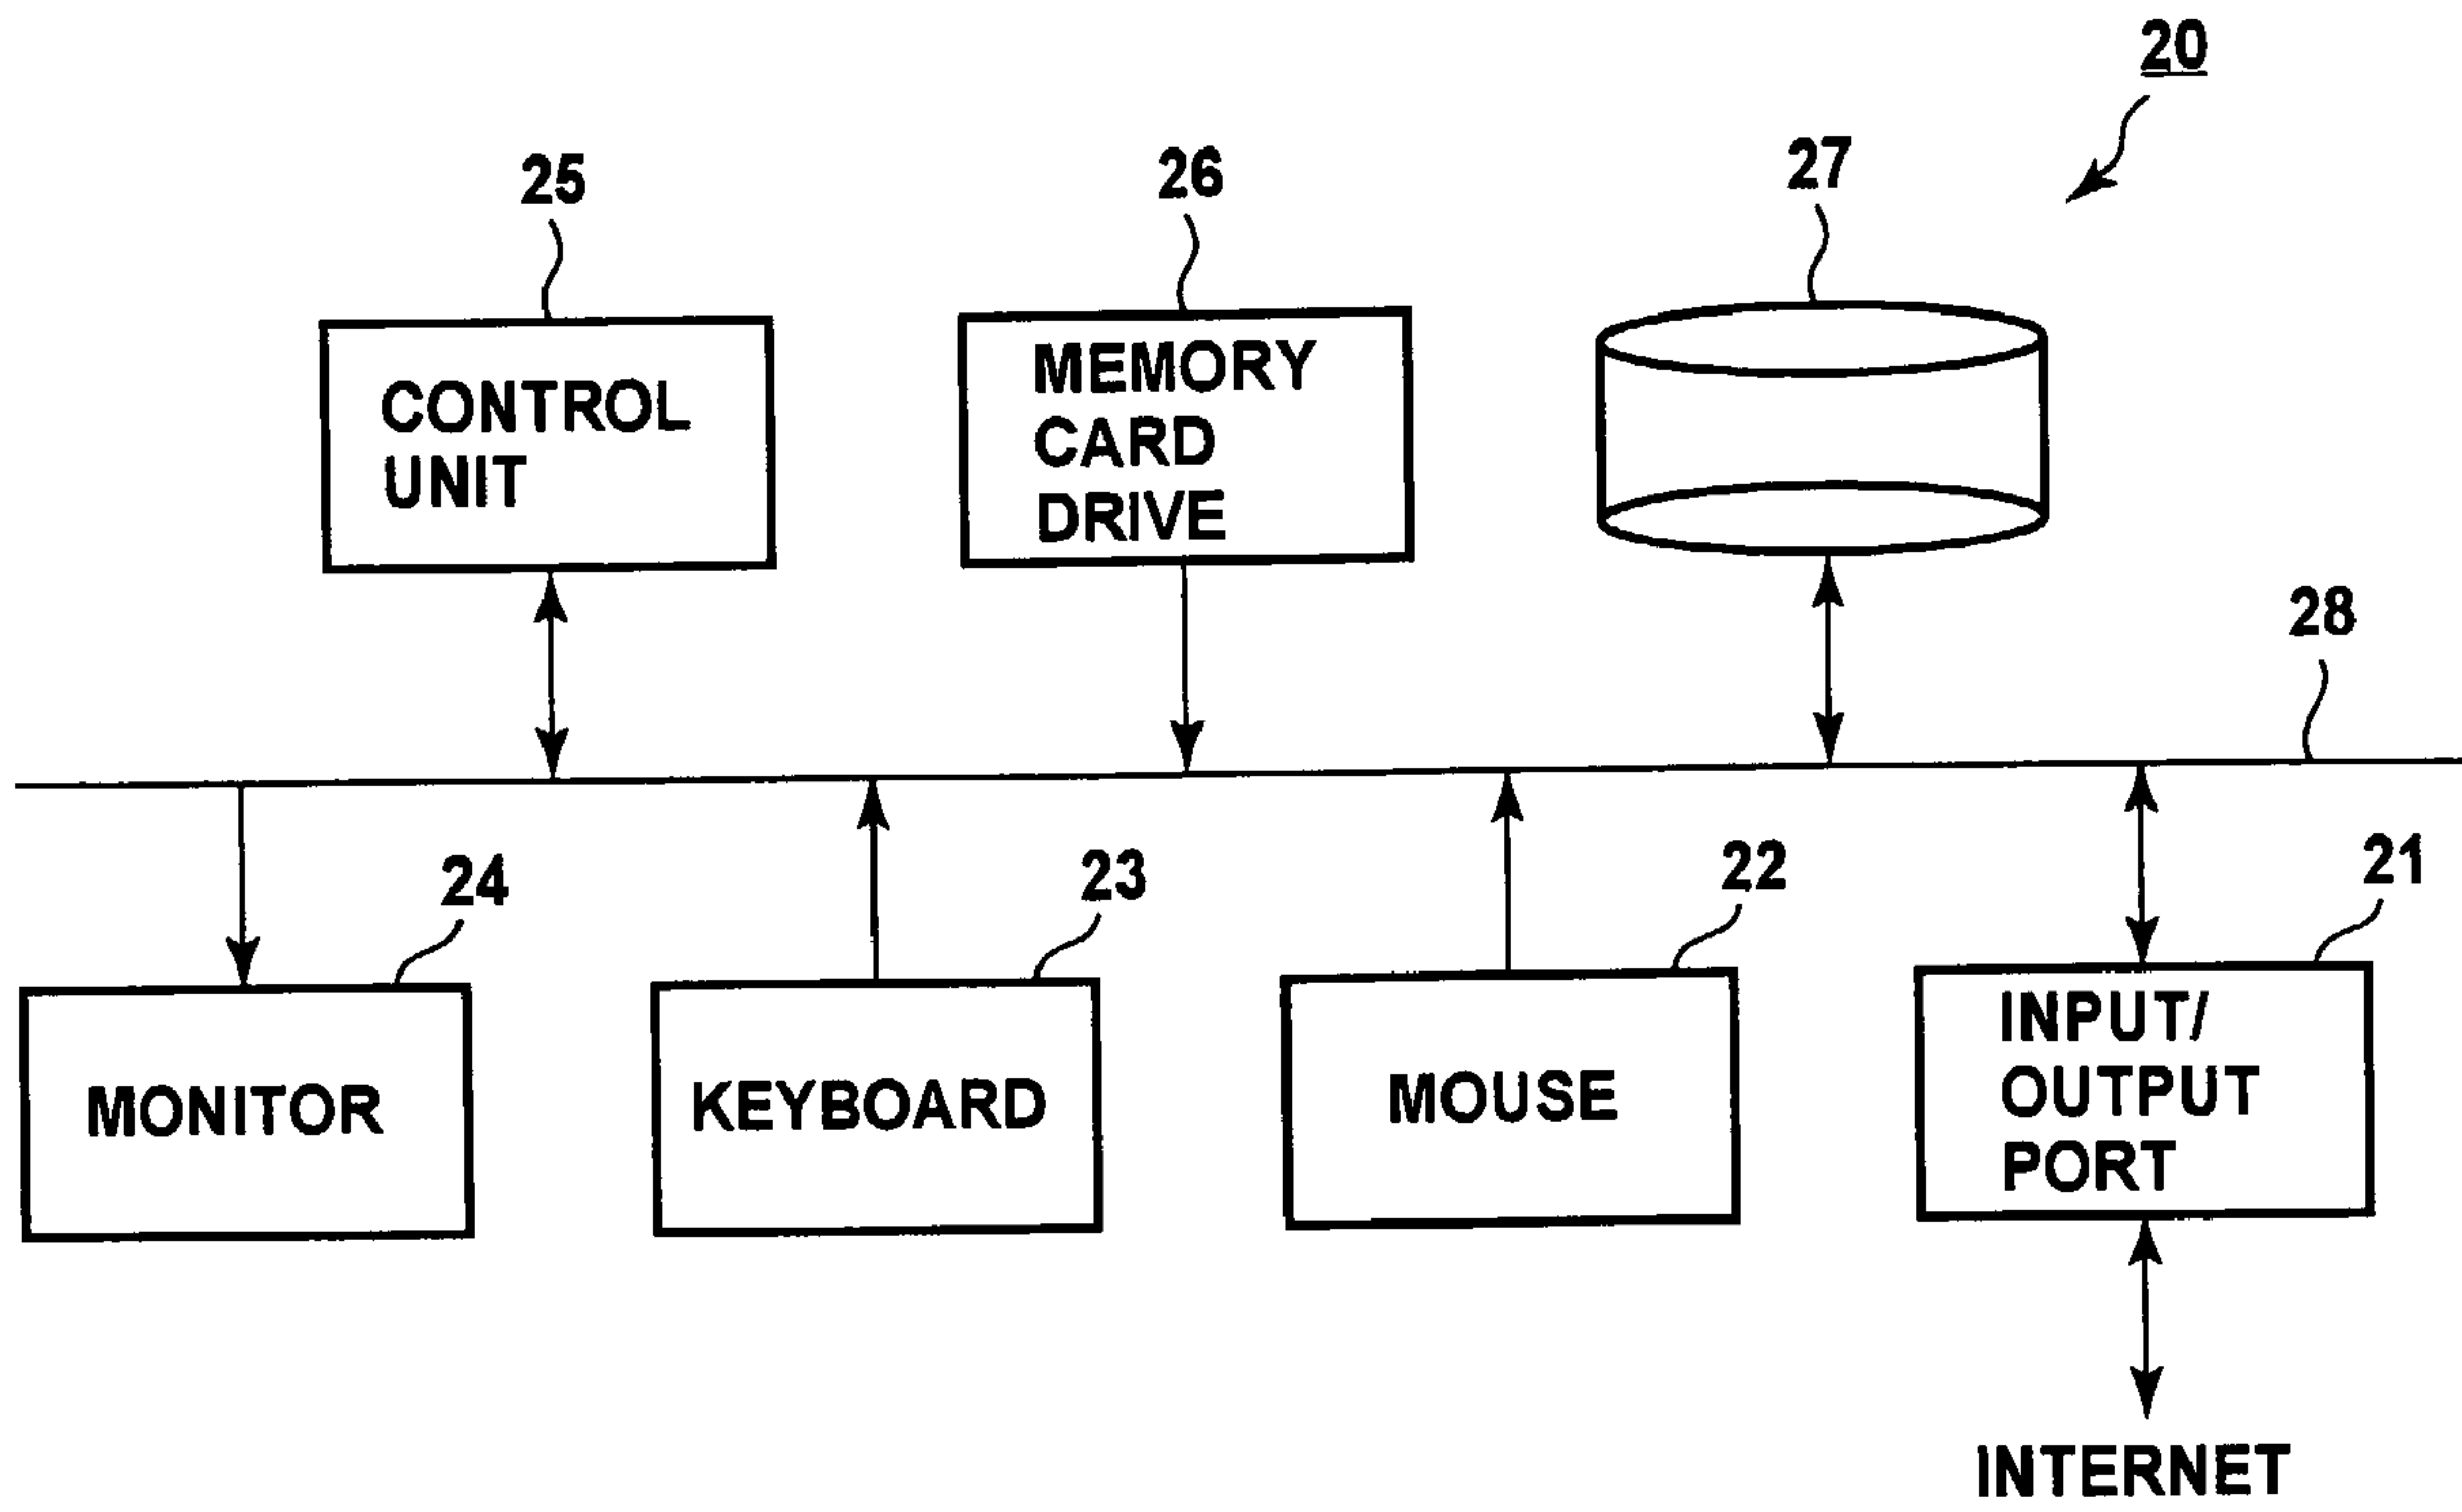 20
25
26
27
CONTROL
UNIT
MEMORY
CARD
DRIVE
28
24
23
22
21
MONITOR
KEYBOARD
MOUSE
INPUT/
OUTPUT
PORT
INTERNET